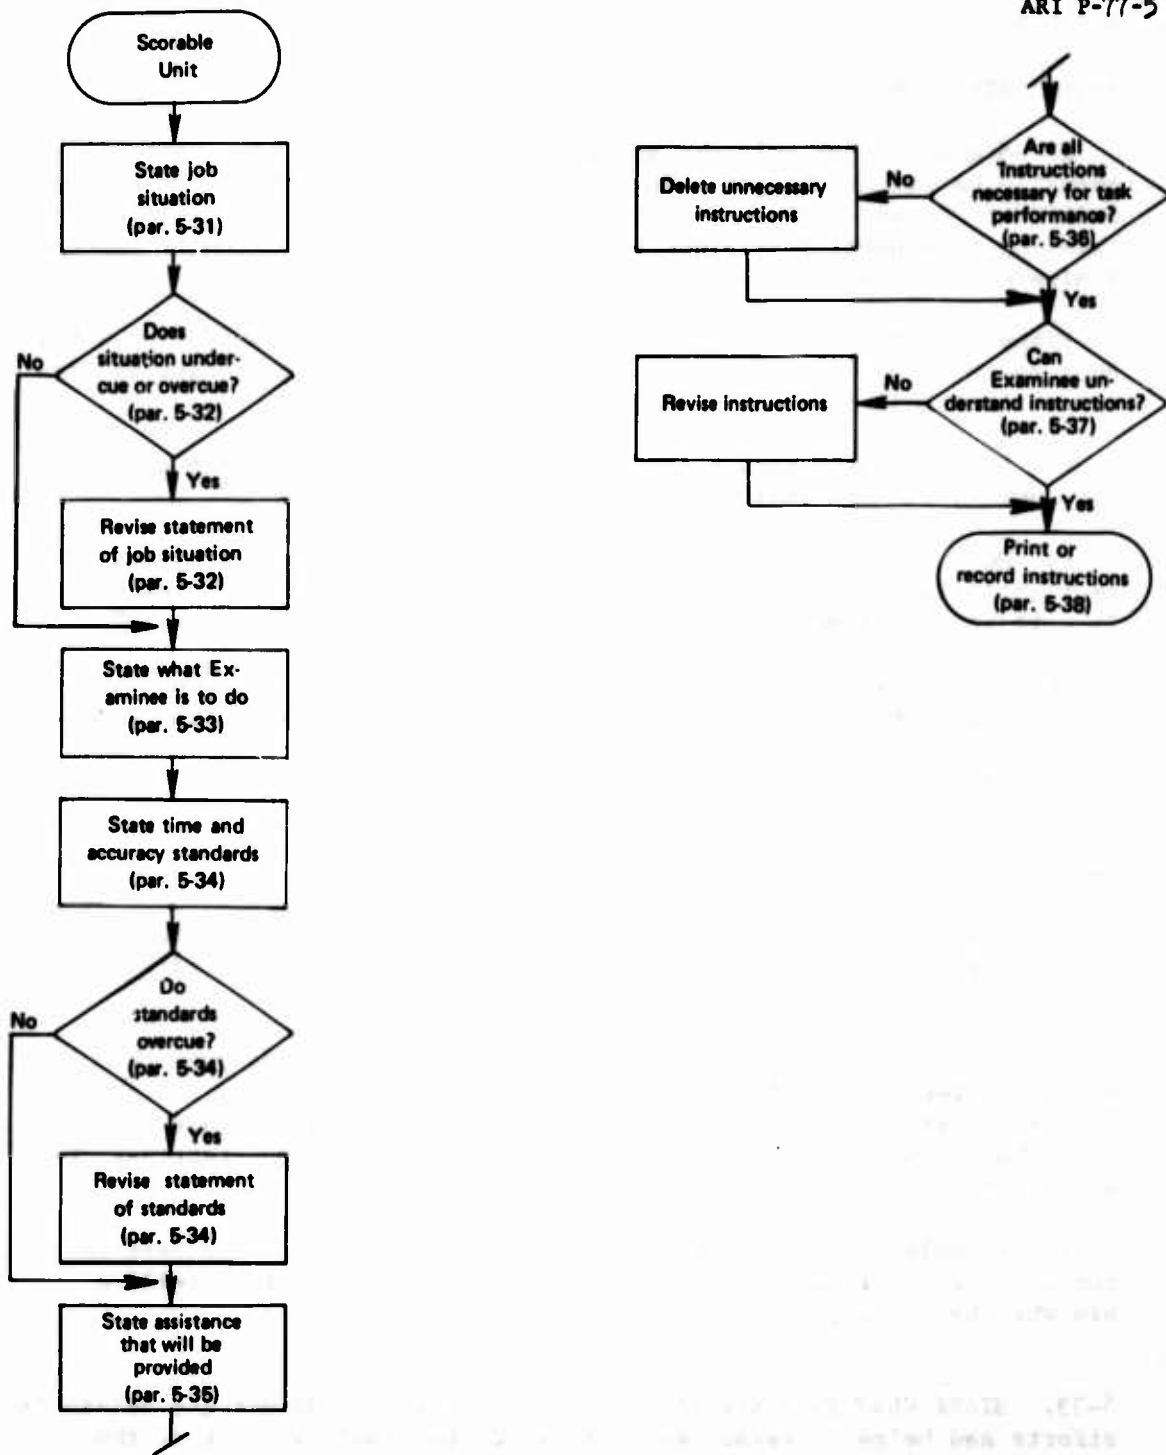 ARI P-77-5
Scorable
Unit
State job
situation
(par. 5-31)
Does
situation under-
cue or overcue?
(par. 5-32)
No
Yes
Revise statement
of job situation
(par. 5-32)
State what Ex-
aminee is to do
(par. 5-33)
State time and
accuracy standards
(par. 5-34)
Do
standards
overcue?
(par. 5-34)
No
Yes
Revise statement
of standards
(par. 5-34)
State assistance
that will be
provided
(par. 5-35)
Are all
Instructions
necessary for task
performance?
(par. 5-36)
No
Delete unnecessary
instructions
Yes
Can
Examinee un-
derstand instructions?
(par. 5-37)
No
Revise instructions
Yes
Print or
record instructions
(par. 5-38)